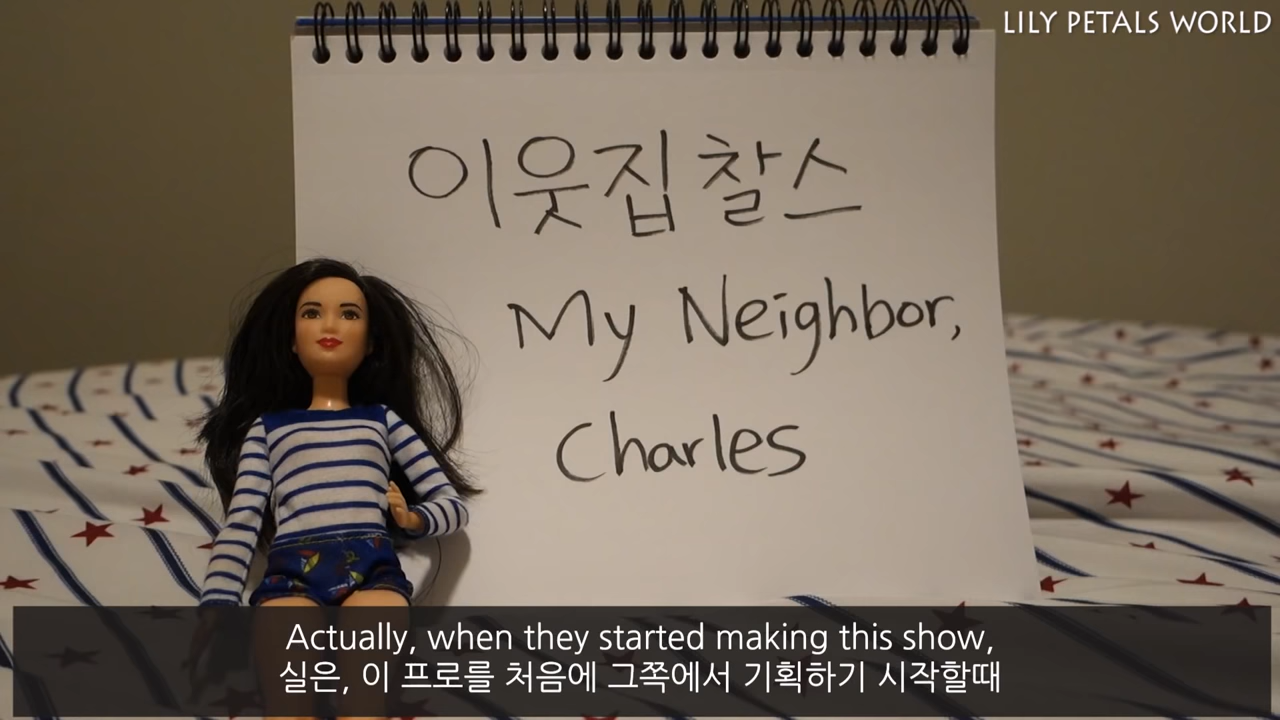 LILY PETALS WORLD
이웃집 찰스
My Neighbor,
Charles
Actually, when they started making this show,
실은, 이 프로를 처음에 그쪽에서 기획하기 시작할때